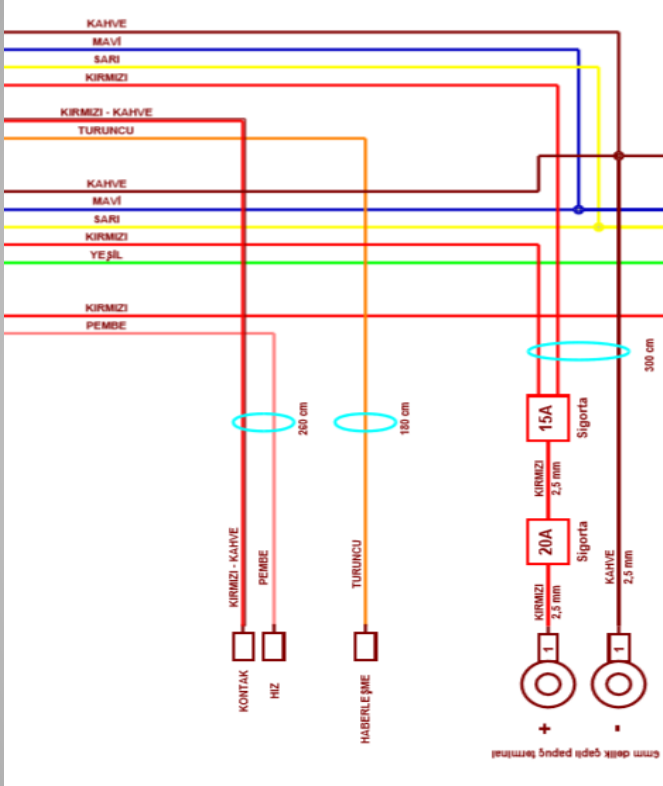 KAHVE
MAVİ
SARI
KIRMIZI
KIRMIZI - KAHVE
TURUNCU
KAHVE
MAVİ
SARI
KIRMIZI
YEŞİL
KIRMIZI
PEMBE
260 cm
180 cm
300 cm
15A
Sigorta
KIRMIZI
2,5 mm
20A
Sigorta
KIRMIZI
2,5 mm
KAHVE
2,5 mm
KIRMIZI - KAHVE
PEMBE
TURUNCU
KONTAK
HIZ
HABERLEŞME
1
1
+
-
6mm delik çaplı papuç terminal